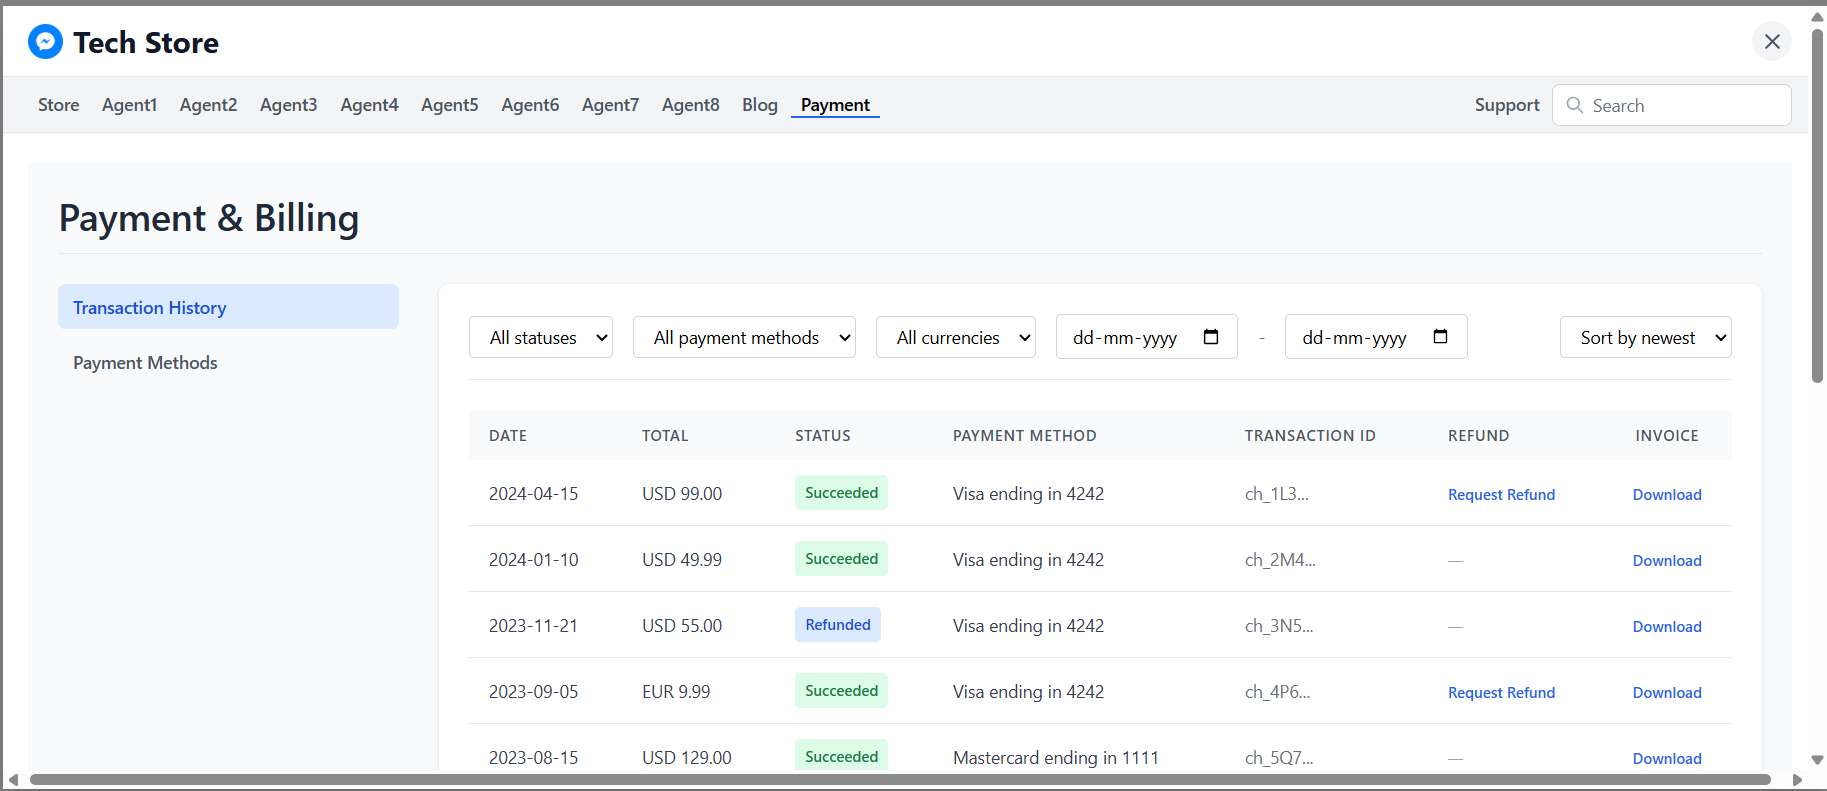 Tech Store
Store Agent1 Agent2 Agent3 Agent4 Agent5 Agent6 Agent7 Agent8 Blog Payment Support Search
Payment & Billing
Transaction History
Payment Methods
All statuses All payment methods All currencies dd-mm-yyyy - dd-mm-yyyy Sort by newest
DATE TOTAL STATUS PAYMENT METHOD TRANSACTION ID REFUND INVOICE
2024-04-15 USD 99.00 Succeeded Visa ending in 4242 ch_1L3... Request Refund Download
2024-01-10 USD 49.99 Succeeded Visa ending in 4242 ch_2M4... — Download
2023-11-21 USD 55.00 Refunded Visa ending in 4242 ch_3N5... — Download
2023-09-05 EUR 9.99 Succeeded Visa ending in 4242 ch_4P6... Request Refund Download
2023-08-15 USD 129.00 Succeeded Mastercard ending in 1111 ch_5Q7... — Download